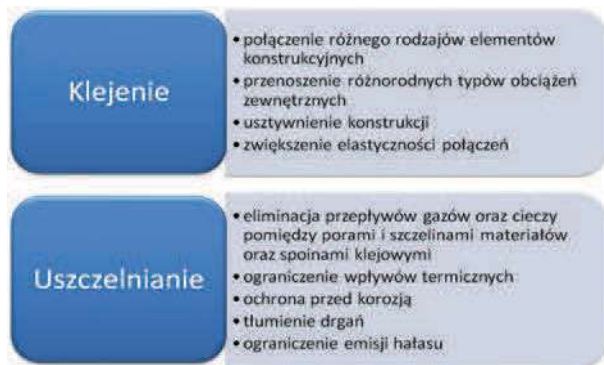 Klejenie
• połączenie różnego rodzajów elementów
konstrukcyjnych
• przenoszenie różnorodnych typów obciążeń
zewnętrznych
• usztywnienie konstrukcji
• zwiększenie elastyczności połączeń
Uszczelnianie
• eliminacja przepływów gazów oraz cieczy
pomiędzy porami i szczelinami materiałów
oraz spoinami klejowymi
• ograniczenie wpływów termicznych
• ochrona przed korozją
• tłumienie drgań
• ograniczenie emisji hałasu